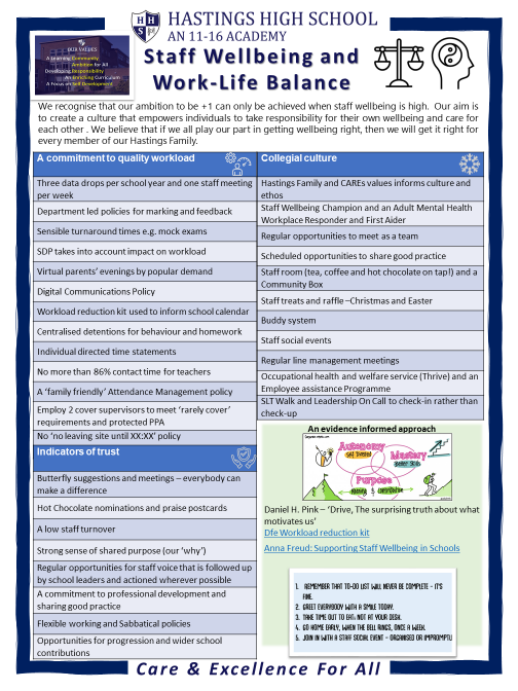 HASTINGS HIGH SCHOOL
AN 11-16 ACADEMY
Staff Wellbeing and
Work-Life Balance
HHS
OUR VALUES
A Learning Community
Ambition for All
Developing Responsibility
An Enriching Curriculum
A Focus on Self Development
We recognise that our ambition to be +1 can only be achieved when staff wellbeing is high. Our aim is
to create a culture that empowers individuals to take responsibility for their own wellbeing and care for
each other . We believe that if we all play our part in getting wellbeing right, then we will get it right for
every member of our Hastings Family.
A commitment to quality workload
Three data drops per school year and one staff meeting
per week
Department led policies for marking and feedback
Sensible turnaround times e.g. mock exams
SDP takes into account impact on workload
Virtual parents’ evenings by popular demand
Digital Communications Policy
Workload reduction kit used to inform school calendar
Centralised detentions for behaviour and homework
Individual directed time statements
No more than 86% contact time for teachers
A ‘family friendly’ Attendance Management policy
Employ 2 cover supervisors to meet ‘rarely cover’
requirements and protected PPA
No ‘no leaving site until XX:XX’ policy
Indicators of trust
Butterfly suggestions and meetings – everybody can
make a difference
Hot Chocolate nominations and praise postcards
A low staff turnover
Strong sense of shared purpose (our ‘why’)
Regular opportunities for staff voice that is followed up
by school leaders and actioned wherever possible
A commitment to professional development and
sharing good practice
Flexible working and Sabbatical policies
Opportunities for progression and wider school
contributions
Collegial culture
Hastings Family and CAREs values informs culture and
ethos
Staff Wellbeing Champion and an Adult Mental Health
Workplace Responder and First Aider
Regular opportunities to meet as a team
Scheduled opportunities to share good practice
Staff room (tea, coffee and hot chocolate on tap!) and a
Community Box
Staff treats and raffle –Christmas and Easter
Buddy system
Staff social events
Regular line management meetings
Occupational health and welfare service (Thrive) and an
Employee assistance Programme
SLT Walk and Leadership On Call to check-in rather than
check-up
An evidence informed approach
Autonomy
Mastery
Purpose
Daniel H. Pink – ‘Drive, The surprising truth about what
motivates us’
Dfe Workload reduction kit
Anna Freud: Supporting Staff Wellbeing in Schools
1. REMEMBER THAT TO-DO LIST WILL NEVER BE COMPLETE - IT'S
FINE.
2. GREET EVERYBODY WITH A SMILE TODAY.
3. TAKE TIME OUT TO EAT: NOT AT YOUR DESK.
4. GO HOME EARLY, WHEN THE BELL RINGS, ONCE A WEEK.
5. JOIN IN WITH A STAFF SOCIAL EVENT - ORGANISED OR IMPROMPTU
Care & Excellence For All